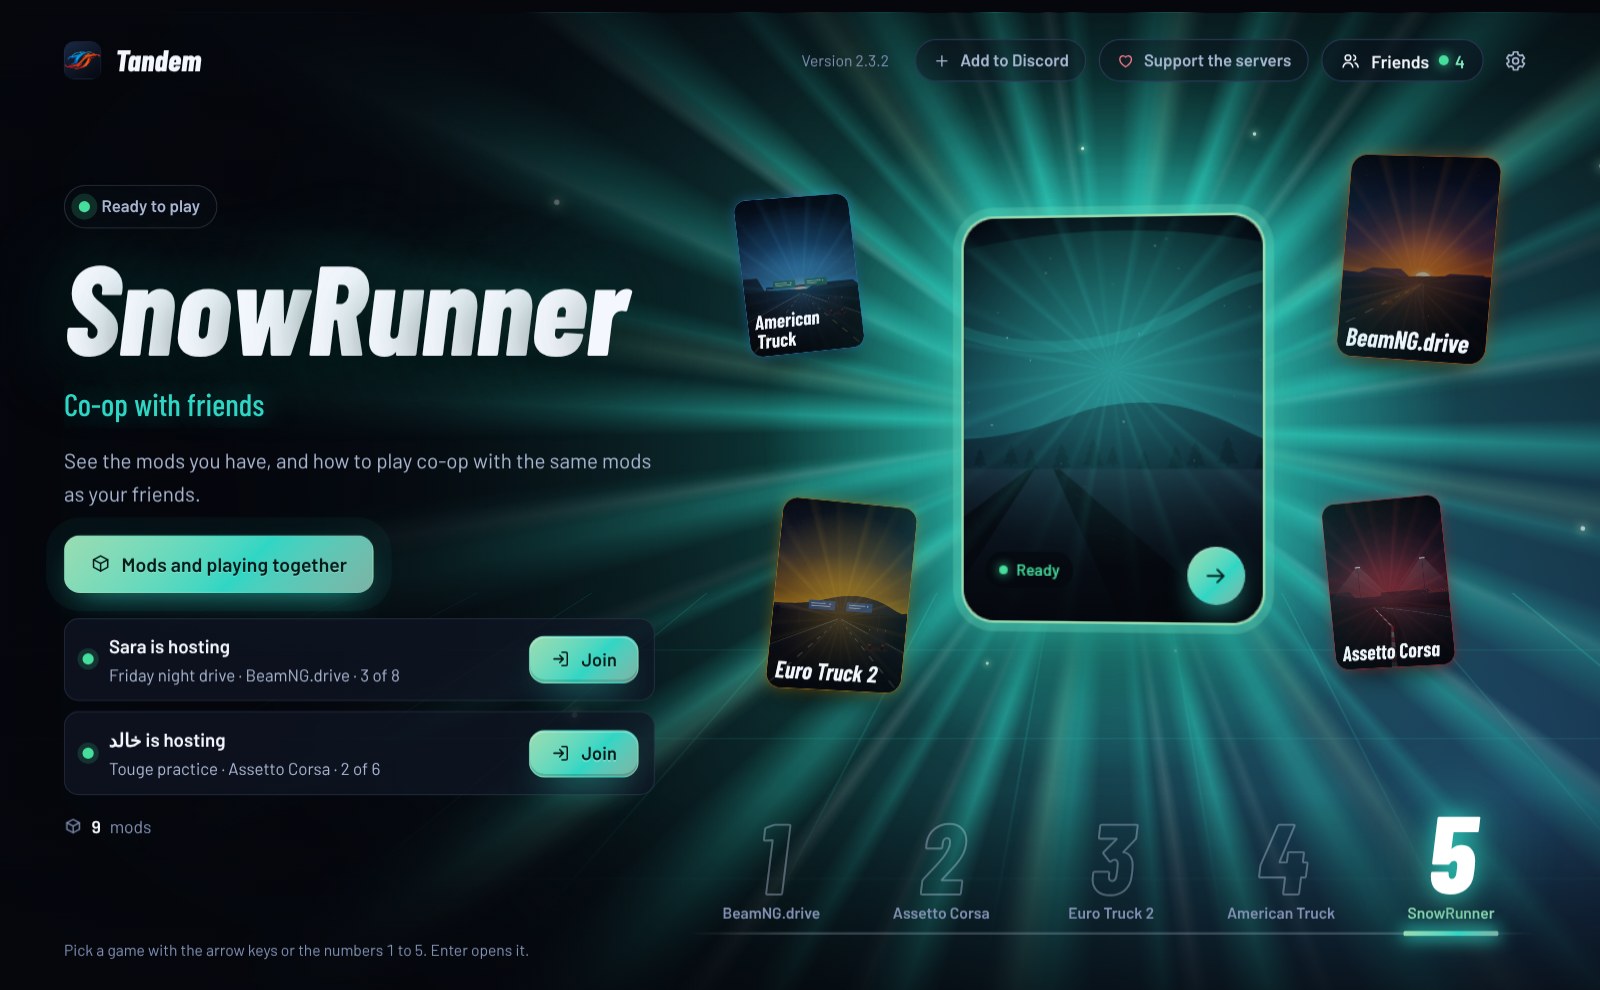 Tandem
Version 2.3.2
Add to Discord
Support the servers
Friends 4
Ready to play
SnowRunner
Co-op with friends
See the mods you have, and how to play co-op with the same mods
as your friends.
Mods and playing together
Sara is hosting
Friday night drive · BeamNG.drive · 3 of 8
Join
خالد is hosting
Touge practice · Assetto Corsa · 2 of 6
Join
9 mods
Pick a game with the arrow keys or the numbers 1 to 5. Enter opens it.
American
Truck
BeamNG.drive
Ready
Euro Truck 2
Assetto Corsa
1
BeamNG.drive
2
Assetto Corsa
3
Euro Truck 2
4
American Truck
5
SnowRunner